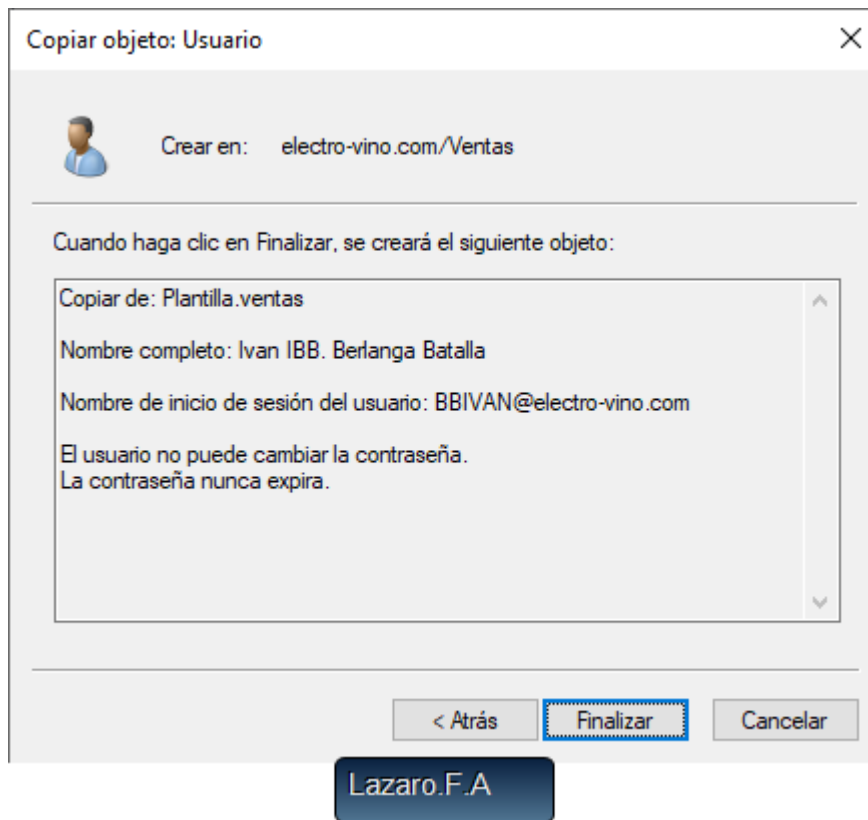 Copiar objeto: Usuario
Crear en: electro-vino.com/Ventas
Cuando haga clic en Finalizar, se creará el siguiente objeto:
Copiar de: Plantilla.ventas
Nombre completo: Ivan IBB. Berlanga Batalla
Nombre de inicio de sesión del usuario: BBIVAN@electro-vino.com
El usuario no puede cambiar la contraseña.
La contraseña nunca expira.
< Atrás Finalizar Cancelar
Lazaro.F.A